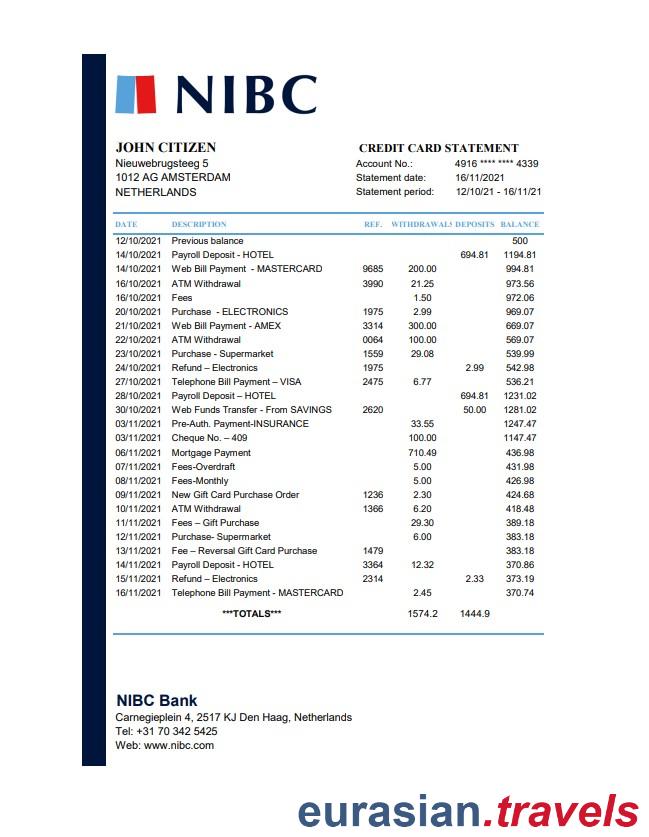 NIBC
JOHN CITIZEN
Nieuwebrugsteeg 5
1012 AG AMSTERDAM
NETHERLANDS
CREDIT CARD STATEMENT
Account No.: 4916 **** **** 4339
Statement date: 16/11/2021
Statement period: 12/10/21 - 16/11/21
DATE DESCRIPTION REF. WITHDRAWALS DEPOSITS BALANCE
12/10/2021 Previous balance 500
14/10/2021 Payroll Deposit - HOTEL 694.81 1194.81
14/10/2021 Web Bill Payment - MASTERCARD 9685 200.00 994.81
16/10/2021 ATM Withdrawal 3990 21.25 973.56
16/10/2021 Fees 1.50 972.06
20/10/2021 Purchase - ELECTRONICS 1975 2.99 969.07
21/10/2021 Web Bill Payment - AMEX 3314 300.00 669.07
22/10/2021 ATM Withdrawal 0064 100.00 569.07
23/10/2021 Purchase - Supermarket 1559 29.08 539.99
24/10/2021 Refund – Electronics 1975 2.99 542.98
27/10/2021 Telephone Bill Payment – VISA 2475 6.77 536.21
28/10/2021 Payroll Deposit – HOTEL 694.81 1231.02
30/10/2021 Web Funds Transfer - From SAVINGS 2620 50.00 1281.02
03/11/2021 Pre-Auth. Payment-INSURANCE 33.55 1247.47
03/11/2021 Cheque No. – 409 100.00 1147.47
06/11/2021 Mortgage Payment 710.49 436.98
07/11/2021 Fees-Overdraft 5.00 431.98
08/11/2021 Fees-Monthly 5.00 426.98
09/11/2021 New Gift Card Purchase Order 1236 2.30 424.68
10/11/2021 ATM Withdrawal 1366 6.20 418.48
11/11/2021 Fees – Gift Purchase 29.30 389.18
12/11/2021 Purchase- Supermarket 6.00 383.18
13/11/2021 Fee – Reversal Gift Card Purchase 1479 383.18
14/11/2021 Payroll Deposit - HOTEL 3364 12.32 370.86
15/11/2021 Refund – Electronics 2314 2.33 373.19
16/11/2021 Telephone Bill Payment - MASTERCARD 2.45 370.74
***TOTALS*** 1574.2 1444.9
NIBC Bank
Carnegieplein 4, 2517 KJ Den Haag, Netherlands
Tel: +31 70 342 5425
Web: www.nibc.com
eurasian.travels